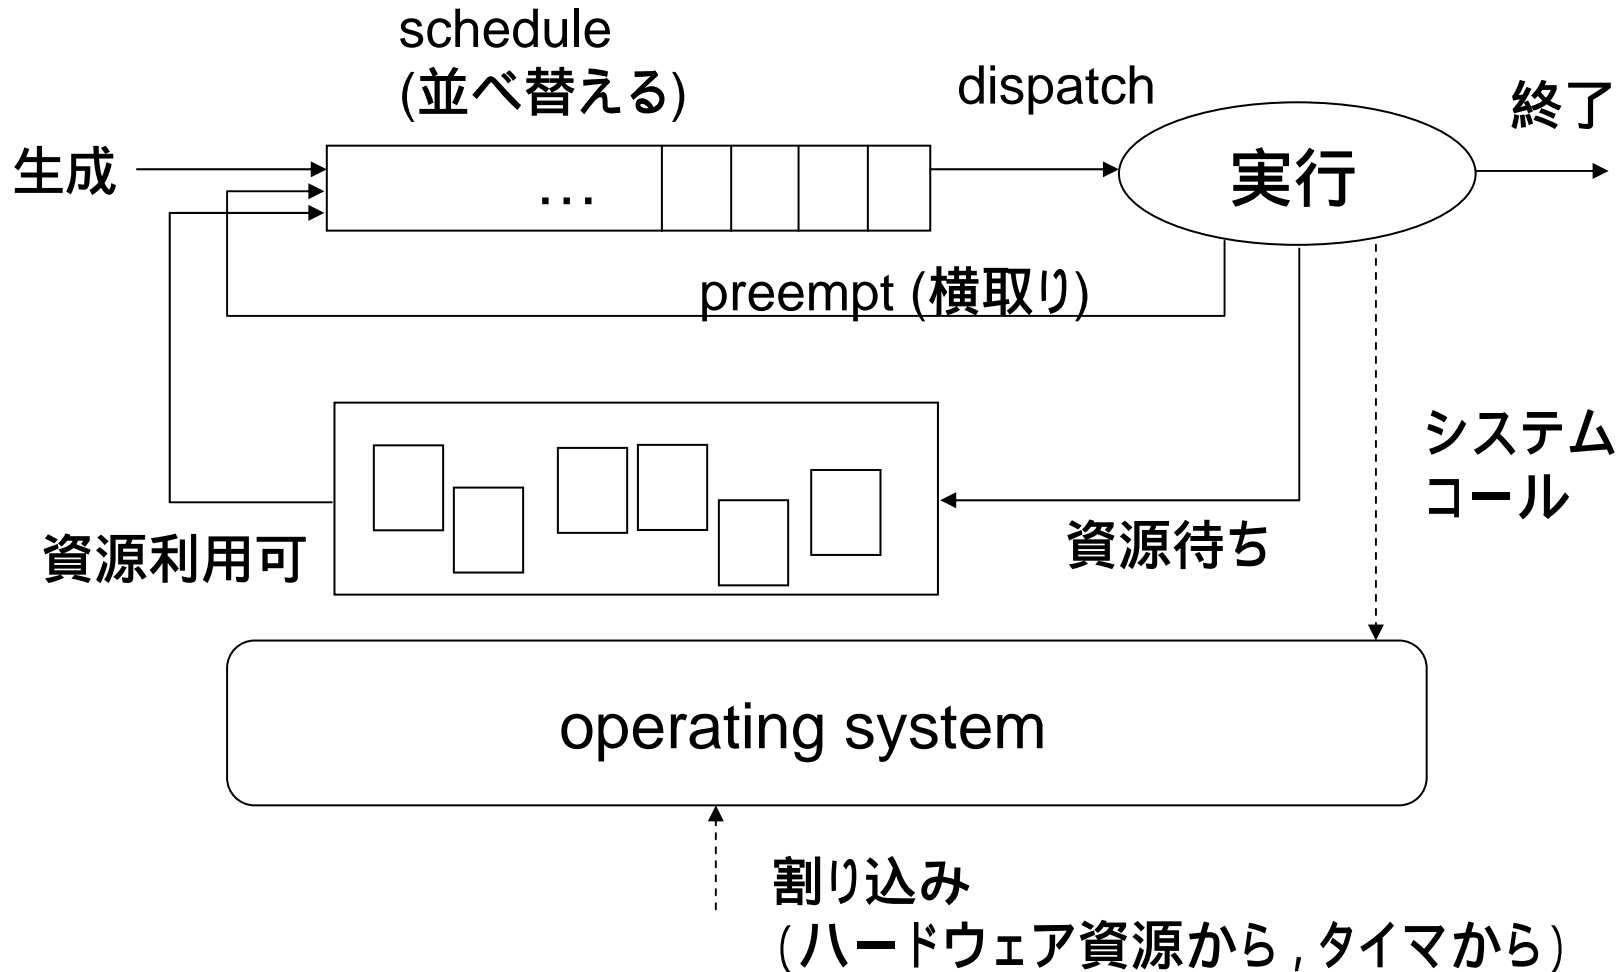 schedule
(並べ替える)
dispatch
終了
生成
…
実行
preempt (横取り)
システム
コール
資源利用可
資源待ち
operating system
割り込み
(ハードウェア資源から , タイマから)